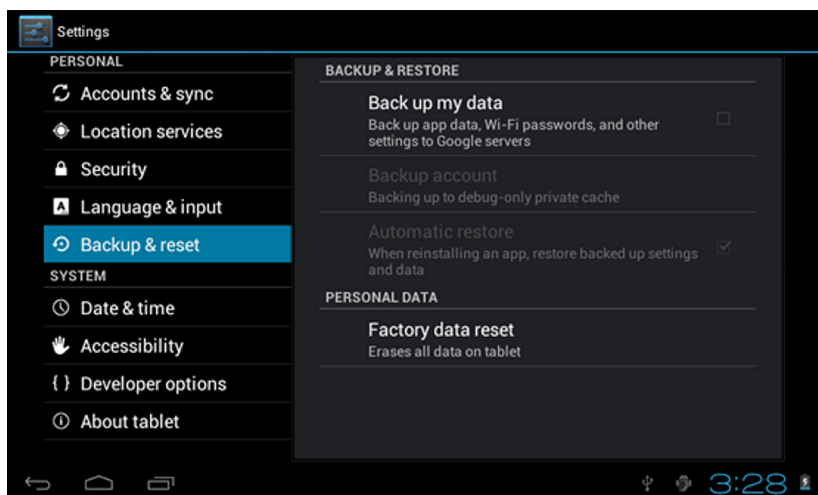 Settings
PERSONAL
Accounts & sync
Location services
Security
A
Language & input
Backup & reset
SYSTEM
Date & time
Accessibility
{ } Developer options
About tablet
BACKUP & RESTORE
Back up my data
Back up app data, Wi-Fi passwords, and other
settings to Google servers
Backup account
Backing up to debug-only private cache
Automatic restore
When reinstalling an app, restore backed up settings
and data
PERSONAL DATA
Factory data reset
Erases all data on tablet
3:28